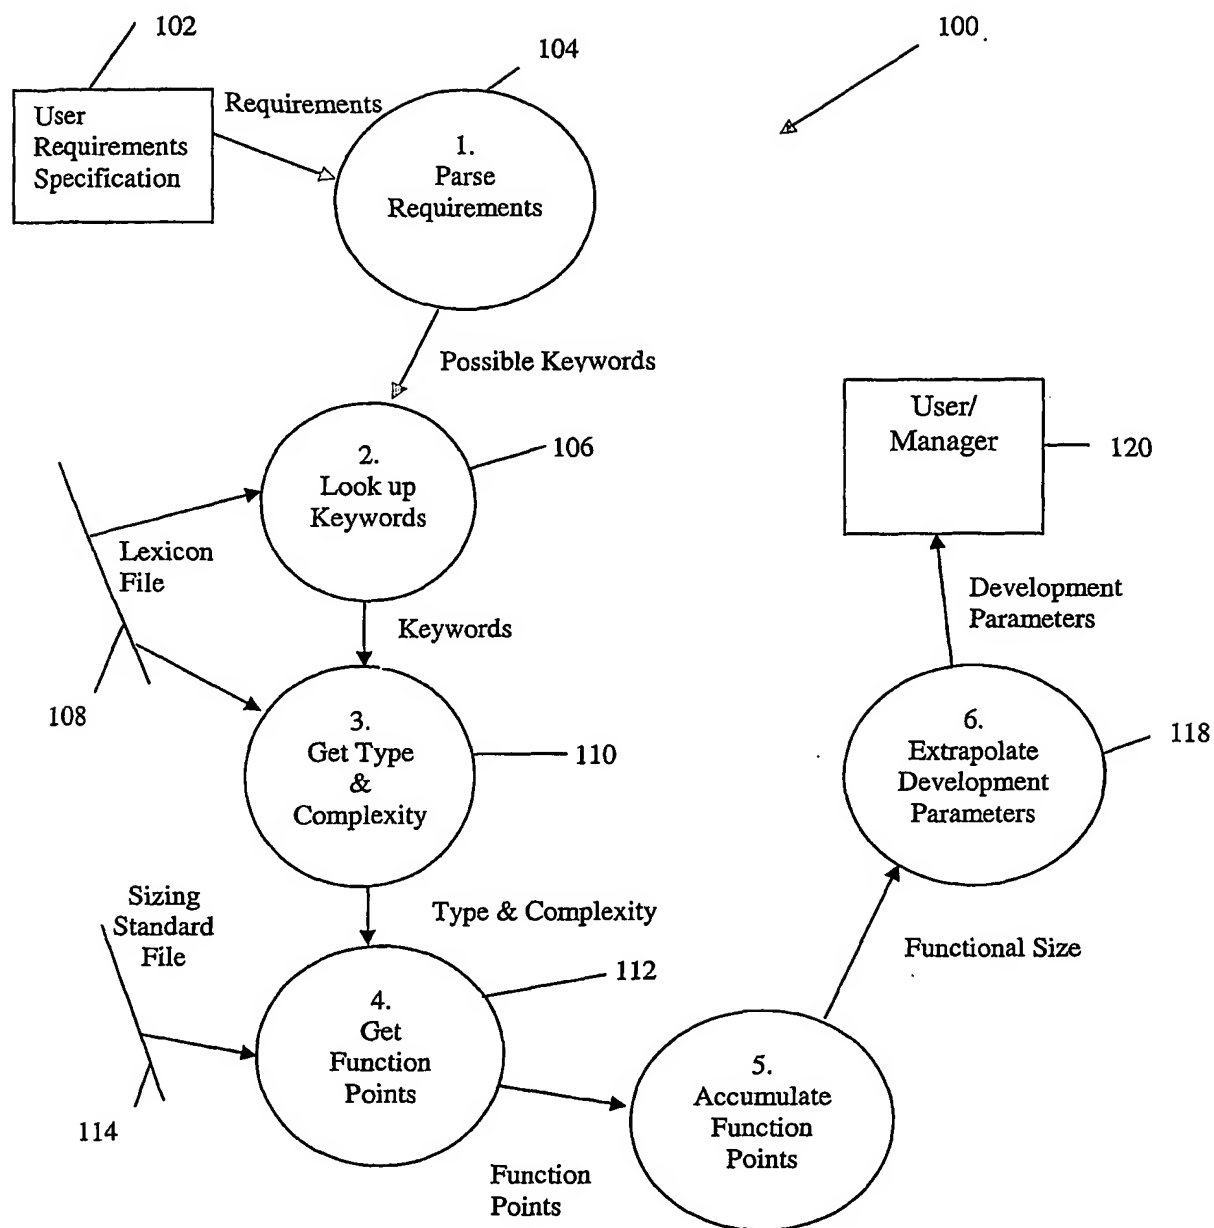 102
104
100.
User
Requirements
Specification
Requirements
1.
Parse
Requirements
Possible Keywords
User/
Manager
120
2.
Look up
Keywords
106
Lexicon
File
Development
Parameters
Keywords
108
3.
Get Type
&
Complexity
110
6.
Extrapolate
Development
Parameters
118
Sizing
Standard
File
Type & Complexity
Functional Size
4.
Get
Function
Points
112
5.
Accumulate
Function
Points
114
Function
Points